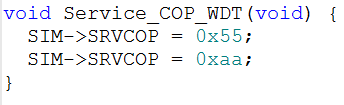 void Service_COP_WDT(void) {
  SIM->SRVCOP = 0x55;
  SIM->SRVCOP = 0xaa;
}